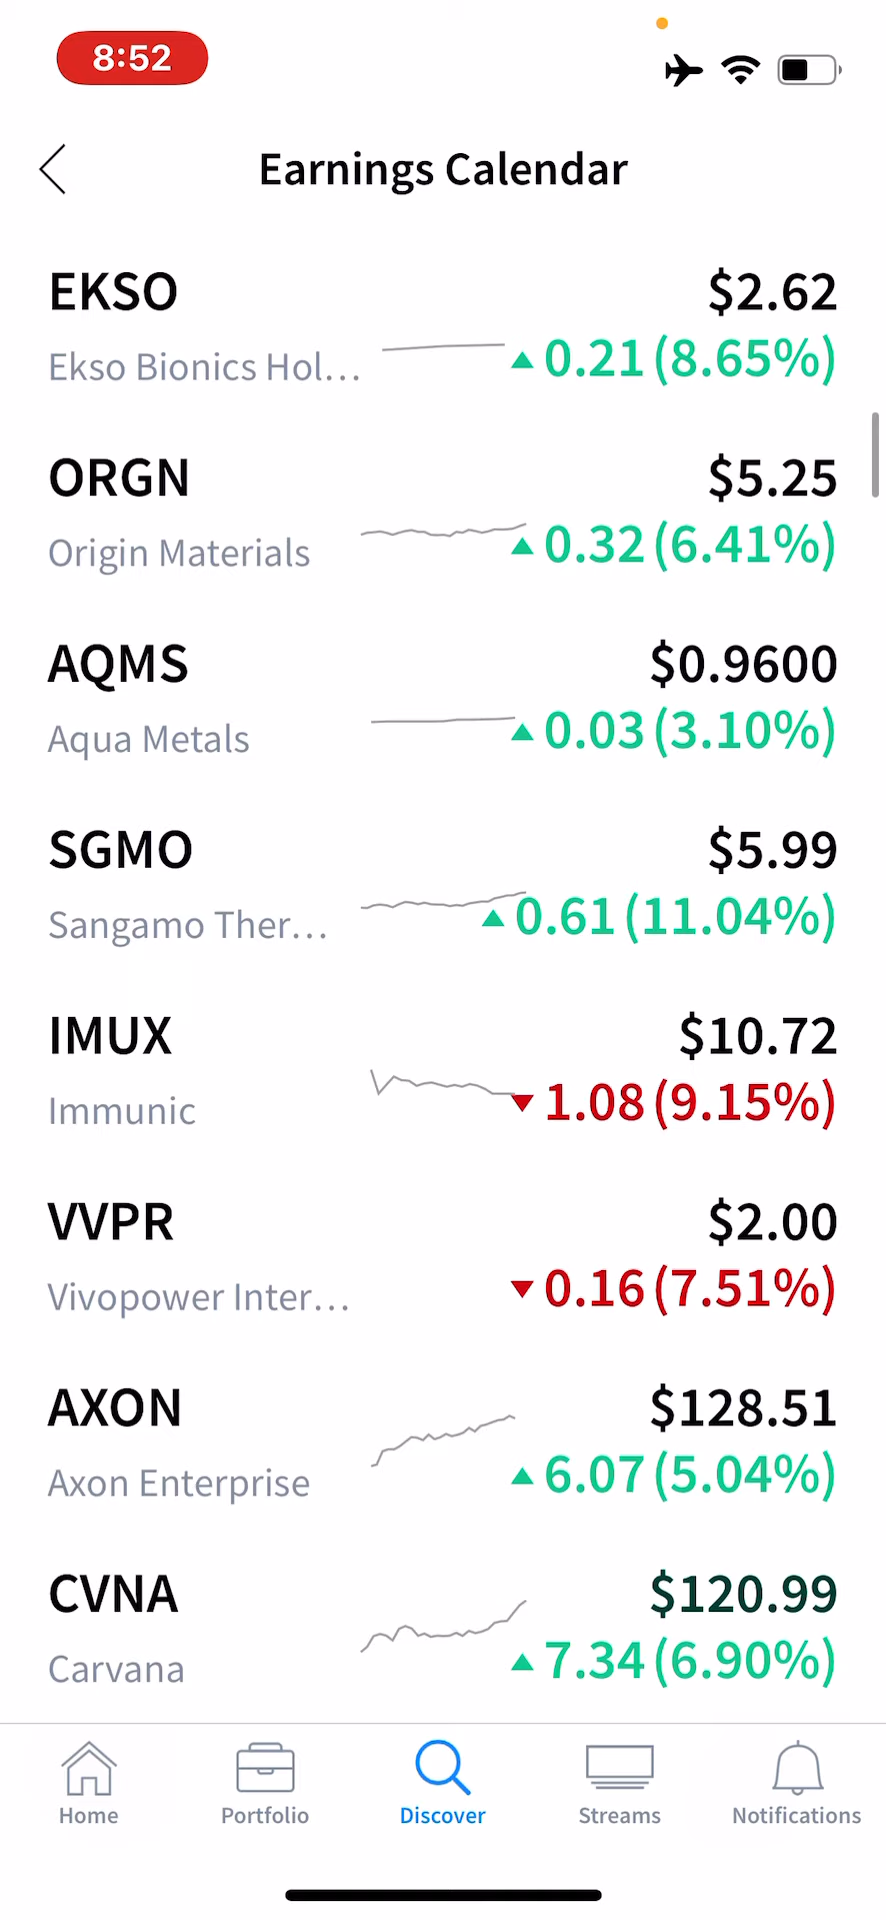 8:52
Earnings Calendar
EKSO $2.62
Ekso Bionics Hol... ▲ 0.21 (8.65%)
ORGN $5.25
Origin Materials ▲ 0.32 (6.41%)
AQMS $0.9600
Aqua Metals ▲ 0.03 (3.10%)
SGMO $5.99
Sangamo Ther... ▲ 0.61 (11.04%)
IMUX $10.72
Immunic ▼ 1.08 (9.15%)
VVPR $2.00
Vivopower Inter... ▼ 0.16 (7.51%)
AXON $128.51
Axon Enterprise ▲ 6.07 (5.04%)
CVNA $120.99
Carvana ▲ 7.34 (6.90%)
Home Portfolio Discover Streams Notifications